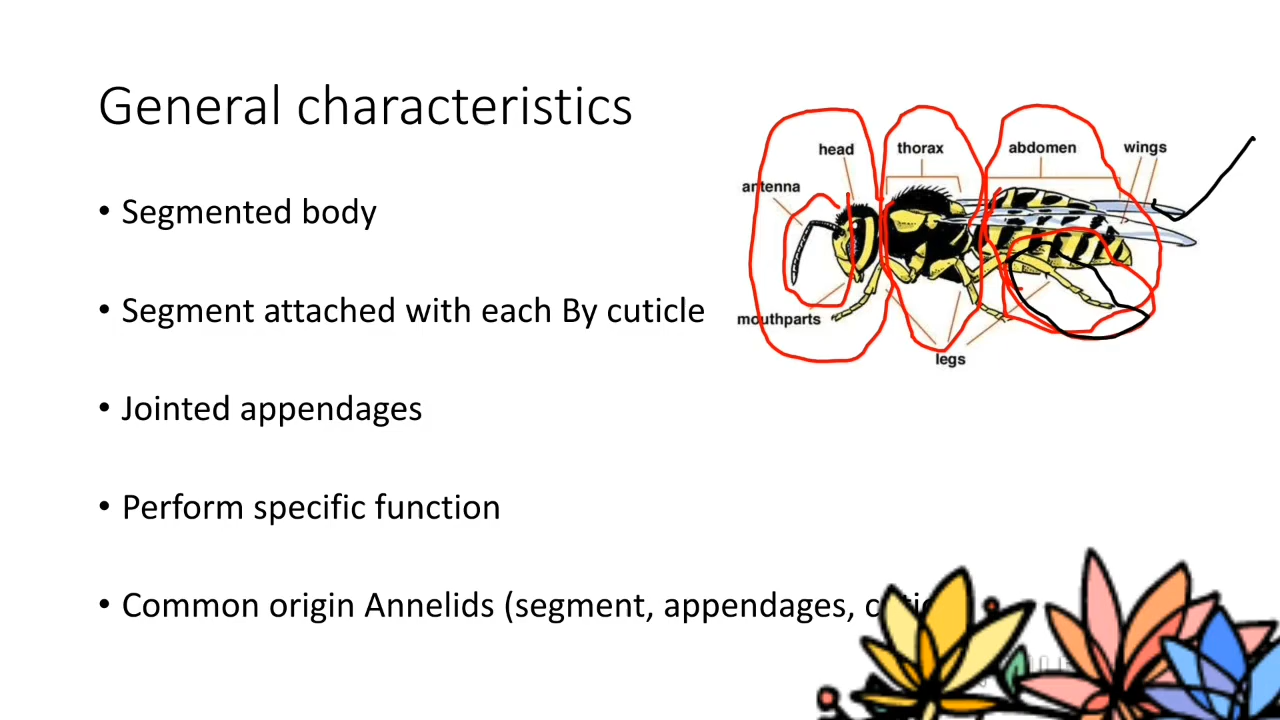 General characteristics
• Segmented body
• Segment attached with each By cuticle
• Jointed appendages
• Perform specific function
• Common origin Annelids (segment, appendages,
head
thorax
abdomen
wings
antenna
mouthparts
legs